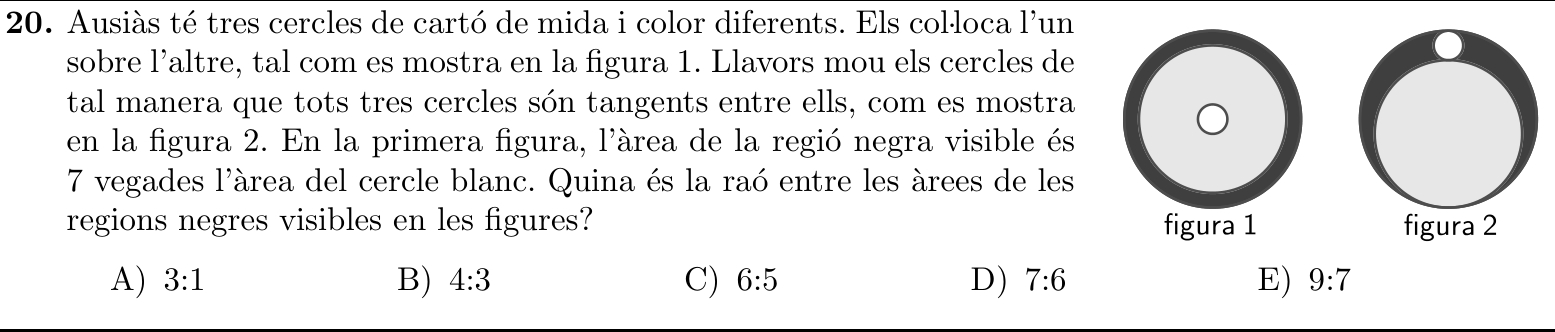 20. Ausiàs té tres cercles de cartó de mida i color diferents. Els col·loca l'un
sobre l'altre, tal com es mostra en la figura 1. Llavors mou els cercles de
tal manera que tots tres cercles són tangents entre ells, com es mostra
en la figura 2. En la primera figura, l'àrea de la regió negra visible és
7 vegades l'àrea del cercle blanc. Quina és la raó entre les àrees de les
regions negres visibles en les figures?
figura 1 figura 2
A) 3:1 B) 4:3 C) 6:5 D) 7:6 E) 9:7